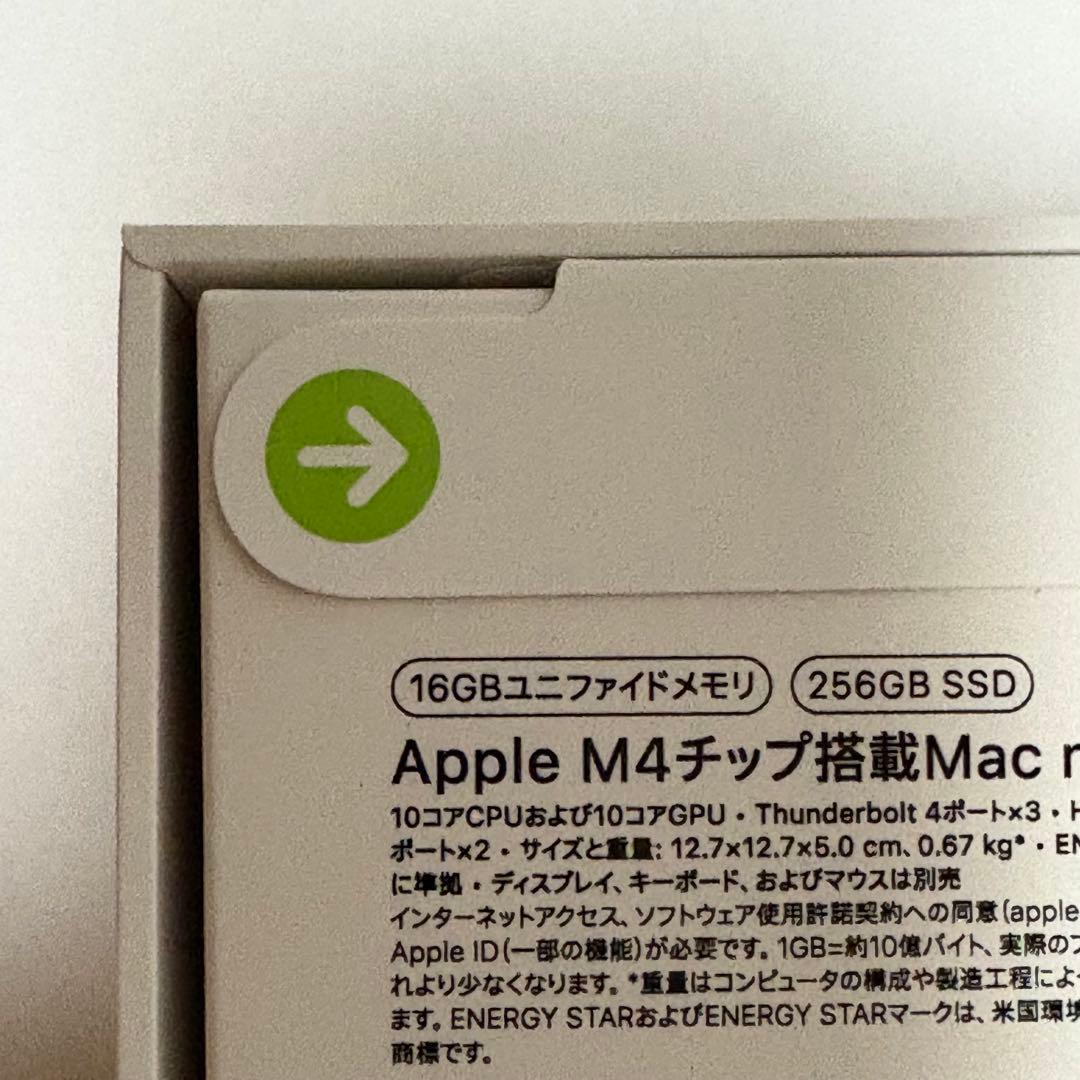 16GBユニファイドメモリ 256GB SSD
Apple M4チップ搭載Mac
10コアCPUおよび10コアGPU・Thunderbolt 4ポート×3・H
ポート×2・サイズと重量: 12.7×12.7×5.0 cm、0.67 kg*・EN
に準拠・ディスプレイ、キーボード、およびマウスは別売
インターネットアクセス、ソフトウェア使用許諾契約への同意(apple
Apple ID(一部の機能)が必要です。1GB=約10億バイト、実際のフ
れより少なくなります。*重量はコンピュータの構成や製造工程によ
ます。ENERGY STARおよびENERGY STARマークは、米国環境
商標です。